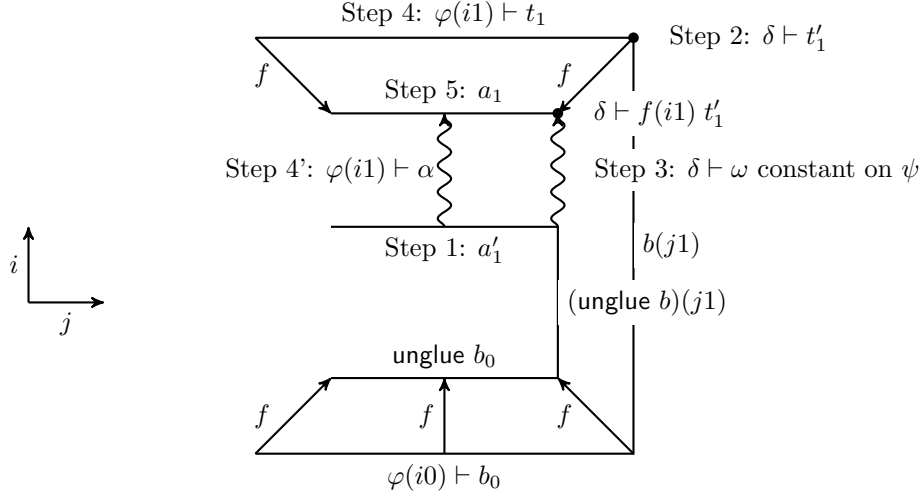 Step 4: φ(i1) ⊢ t₁
Step 2: δ ⊢ t′₁
f
f
Step 5: a₁
δ ⊢ f(i1) t′₁
Step 4’: φ(i1) ⊢ α
Step 3: δ ⊢ ω constant on ψ
Step 1: a′₁
b(j1)
i
(unglue b)(j1)
j
unglue b₀
f
f
f
φ(i0) ⊢ b₀